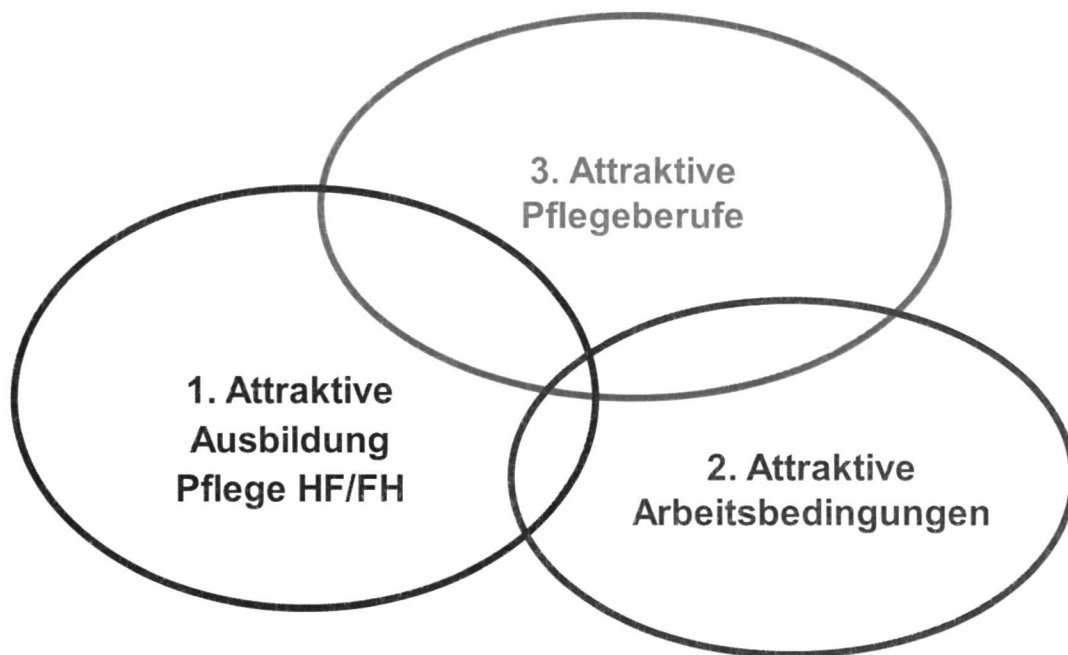 3. Attraktive
Pflegeberufe
1. Attraktive
Ausbildung
Pflege HF/FH
2. Attraktive
Arbeitsbedingungen